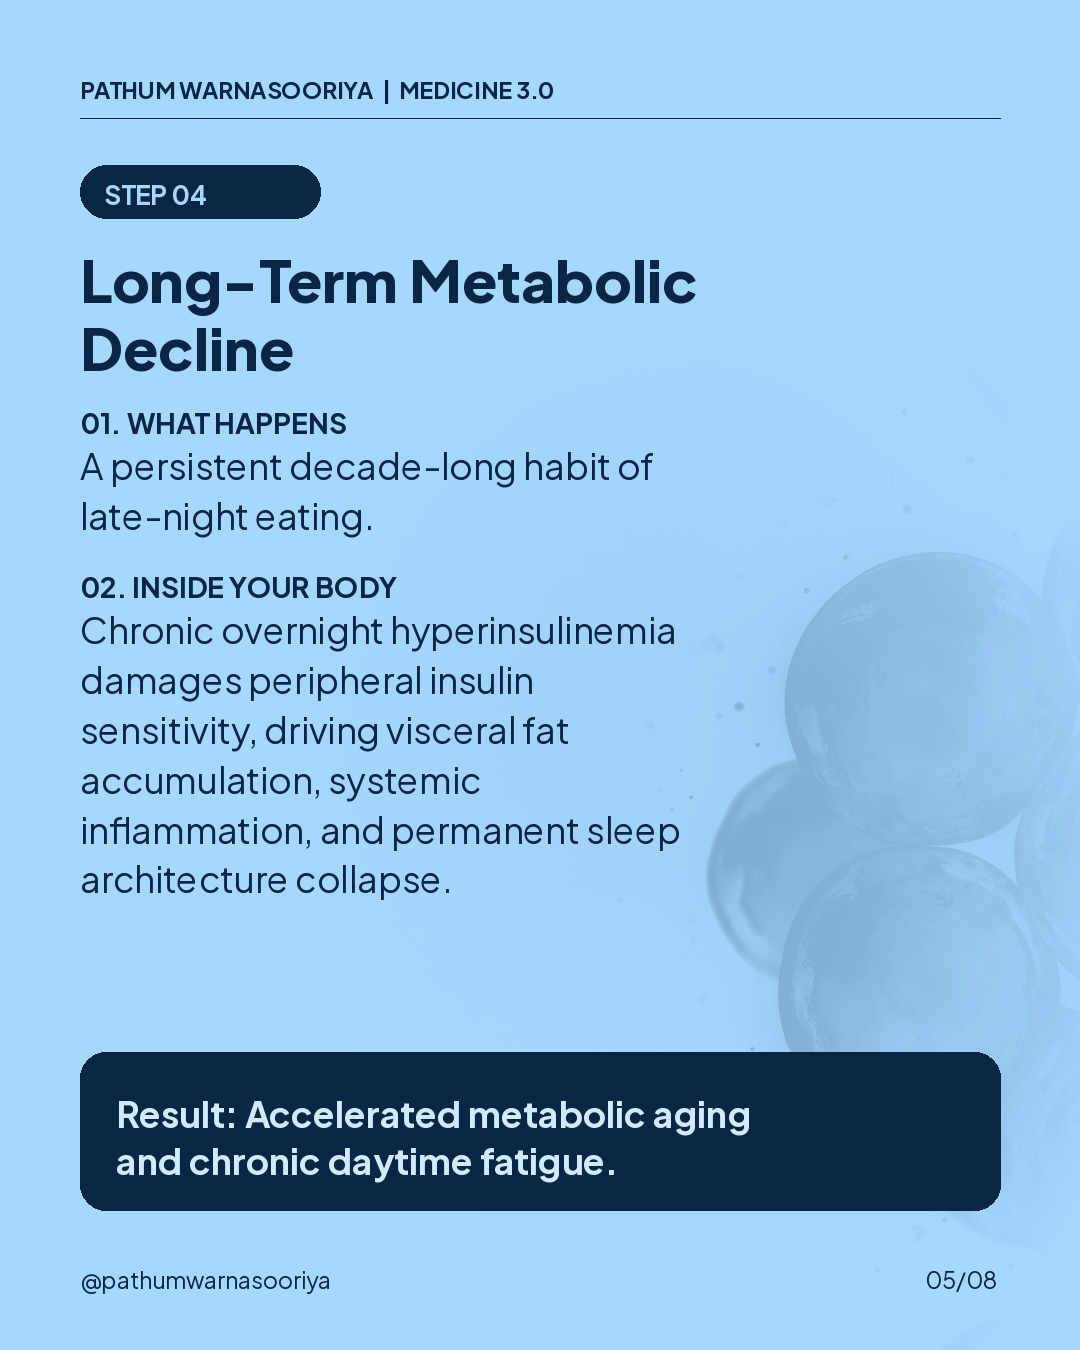 PATHUM WARNASOORIYA | MEDICINE 3.0
STEP 04
Long-Term Metabolic
Decline
01. WHAT HAPPENS
A persistent decade-long habit of
late-night eating.
02. INSIDE YOUR BODY
Chronic overnight hyperinsulinemia
damages peripheral insulin
sensitivity, driving visceral fat
accumulation, systemic
inflammation, and permanent sleep
architecture collapse.
Result: Accelerated metabolic aging
and chronic daytime fatigue.
@pathumwarnasooriya
05/08